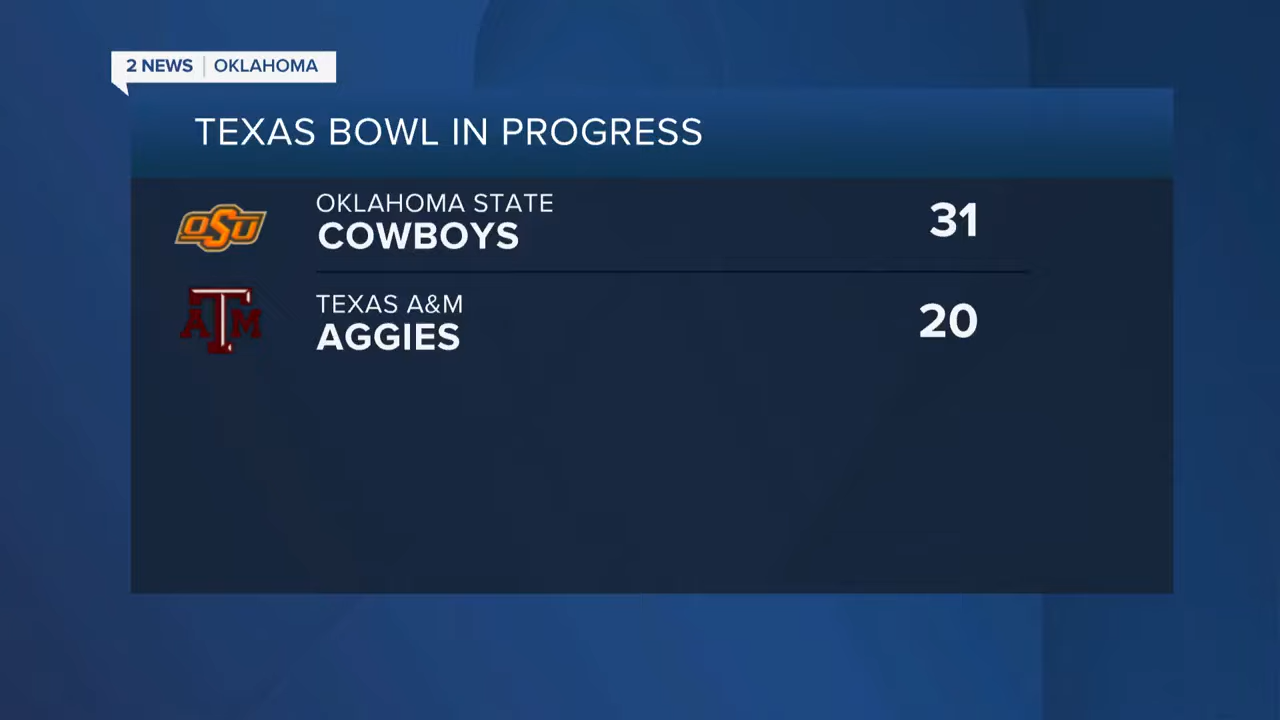 2 NEWS | OKLAHOMA
TEXAS BOWL IN PROGRESS
OSU
OKLAHOMA STATE
COWBOYS
31
ATM
TEXAS A&M
AGGIES
20